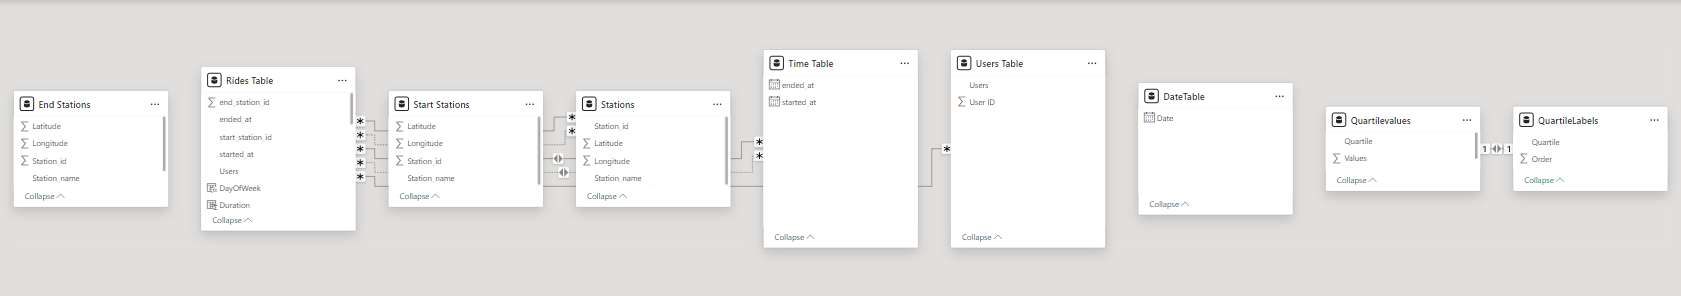 End Stations
Latitude
Longitude
Station_id
Station_name
Collapse
Rides Table
end_station_id
ended_at
start_station_id
started_at
Users
DayOfWeek
Duration
Collapse
Start Stations
Latitude
Longitude
Station_id
Station_name
Collapse
Stations
Station_id
Latitude
Longitude
Station_name
Collapse
Time Table
ended_at
started_at
Collapse
Users Table
Users
User ID
Collapse
DateTable
Date
Collapse
Quartilevalues
Quartile
Values
Collapse
1 1
QuartileLabels
Quartile
Order
Collapse